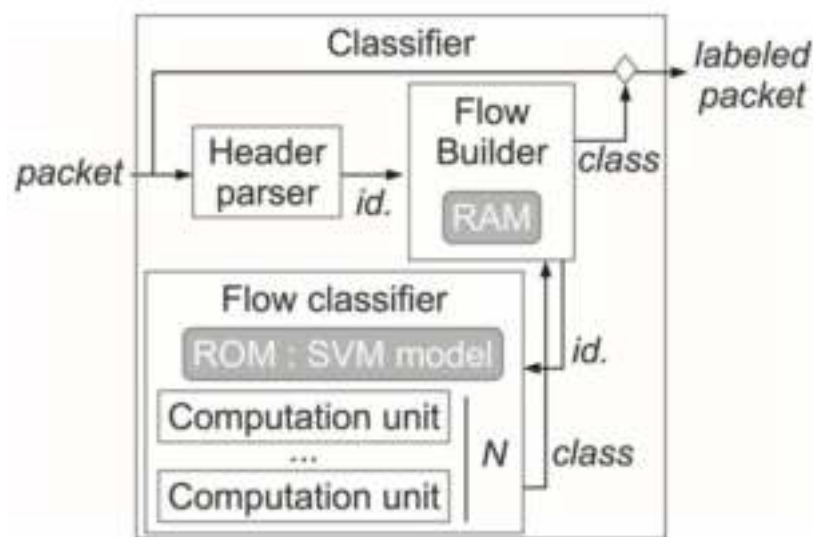 Classifier
labeled
packet
Flow
Builder
class
Header
parser
packet
id.
RAM
Flow classifier
ROM : SVM model
id.
Computation unit
...
N
class
Computation unit